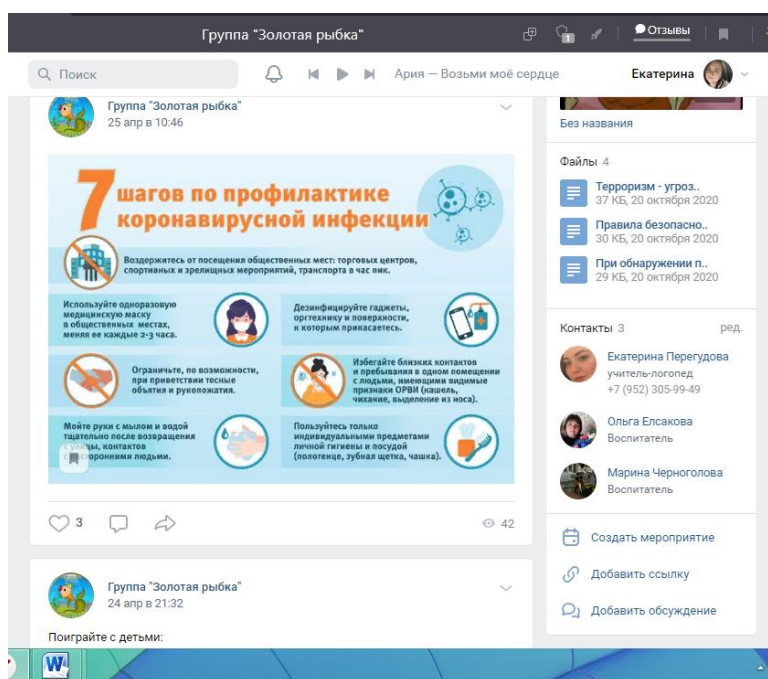 Группа "Золотая рыбка"
1
Отзывы
Поиск
Ария — Возьми моё сердце
Екатерина
Группа "Золотая рыбка"
25 апр в 10:46
7 шагов по профилактике
коронавирусной инфекции
Воздержитесь от посещения общественных мест: торговых центров,
спортивных и зрелищных мероприятий, транспорта в час пик.
Используйте одноразовую
медицинскую маску
в общественных местах,
меняя ее каждые 2-3 часа.
Дезинфицируйте гаджеты,
оргтехнику и поверхности,
к которым прикасаетесь.
Ограничьте, по возможности,
при приветствии тесные
объятия и рукопожатия.
Избегайте близких контактов
и пребывания в одном помещении
с людьми, имеющими видимые
признаки ОРВИ (кашель,
чихание, выделение из носа).
Мойте руки с мылом и водой
тщательно после возвращения
с улицы, контактов
с посторонними людьми.
Пользуйтесь только
индивидуальными предметами
личной гигиены и посудой
(полотенце, зубная щетка, чашка).
3
42
Группа "Золотая рыбка"
24 апр в 21:32
Поиграйте с детьми:
Без названия
Файлы 4
Терроризм - угроз..
37 КБ, 20 октября 2020
Правила безопасно..
30 КБ, 20 октября 2020
При обнаружении п..
29 КБ, 20 октября 2020
Контакты 3 ред.
Екатерина Перегудова
учитель-логопед
+7 (952) 305-99-49
Ольга Елсакова
Воспитатель
Марина Черноголова
Воспитатель
Создать мероприятие
Добавить ссылку
Добавить обсуждение
W